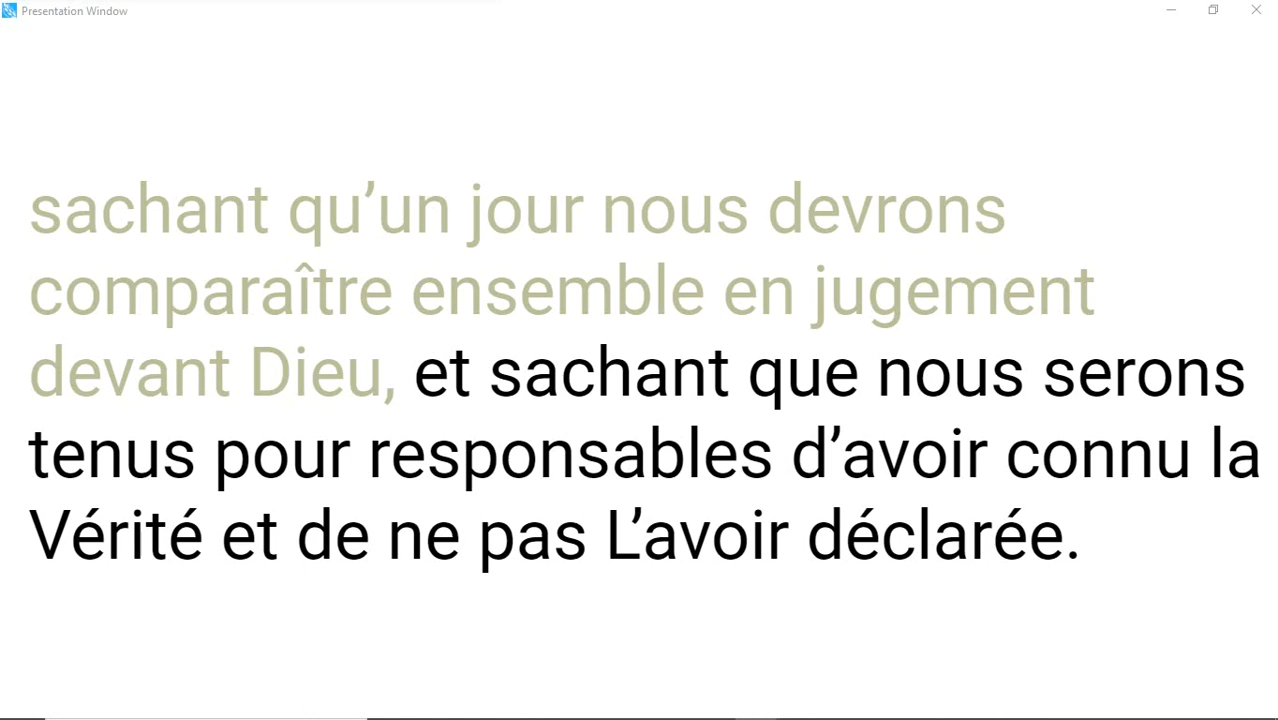 Presentation Window
sachant qu’un jour nous devrons
comparaître ensemble en jugement
devant Dieu, et sachant que nous serons
tenus pour responsables d’avoir connu la
Vérité et de ne pas L’avoir déclarée.